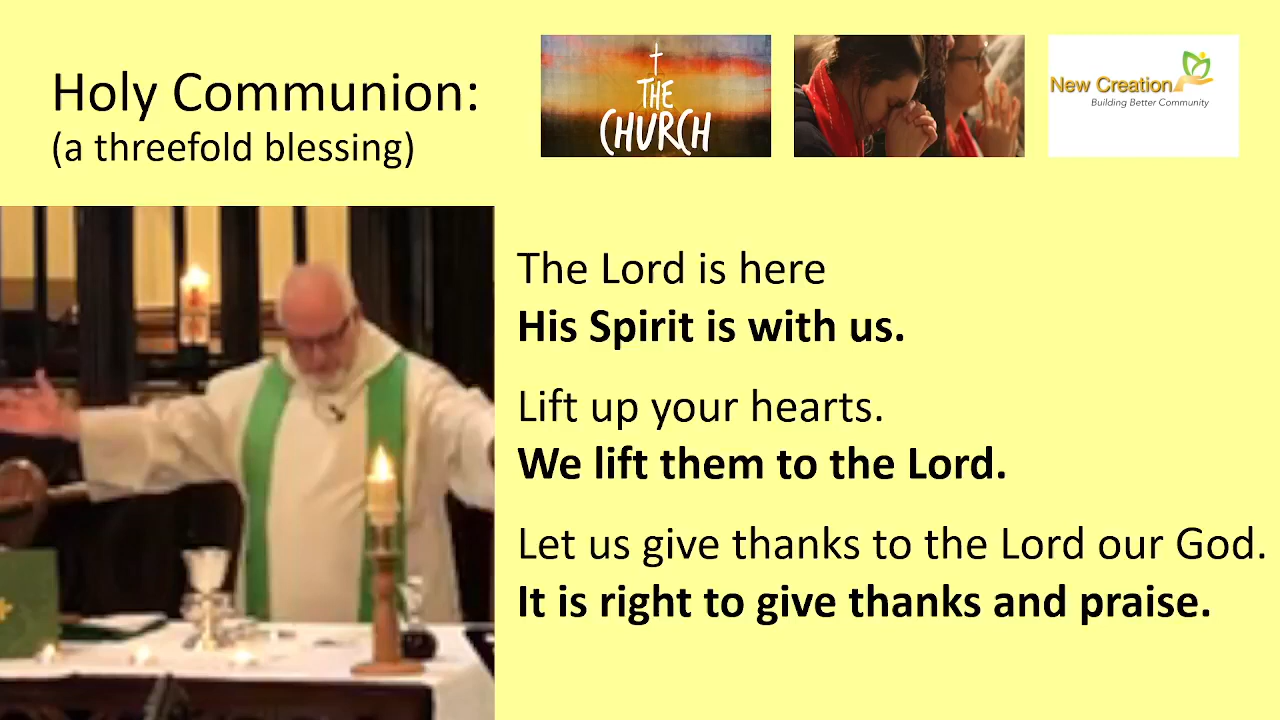 Holy Communion:
(a threefold blessing)
THE
CHURCH
New Creation
Building Better Community
The Lord is here
His Spirit is with us.
Lift up your hearts.
We lift them to the Lord.
Let us give thanks to the Lord our God.
It is right to give thanks and praise.